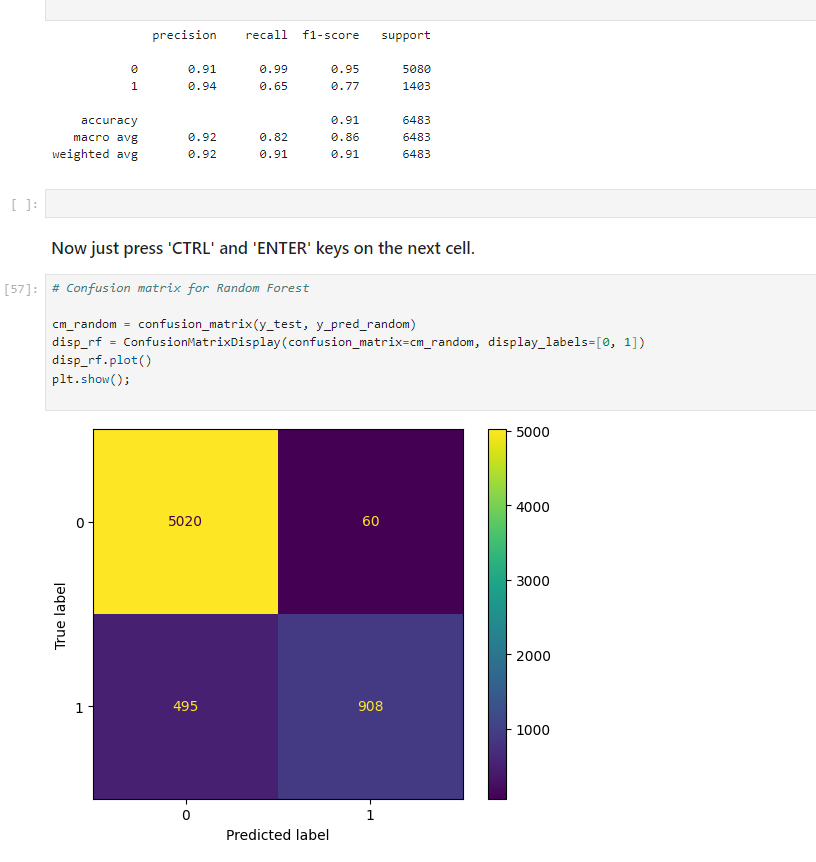 precision recall f1-score support
0 0.91 0.99 0.95 5080
1 0.94 0.65 0.77 1403
accuracy 0.91 6483
macro avg 0.92 0.82 0.86 6483
weighted avg 0.92 0.91 0.91 6483
[ ]:
Now just press 'CTRL' and 'ENTER' keys on the next cell.
[57]: # Confusion matrix for Random Forest
cm_random = confusion_matrix(y_test, y_pred_random)
disp_rf = ConfusionMatrixDisplay(confusion_matrix=cm_random, display_labels=[0, 1])
disp_rf.plot()
plt.show();
5000
4000
3000
2000
1000
True label
0 5020 60
1 495 908
0 1
Predicted label